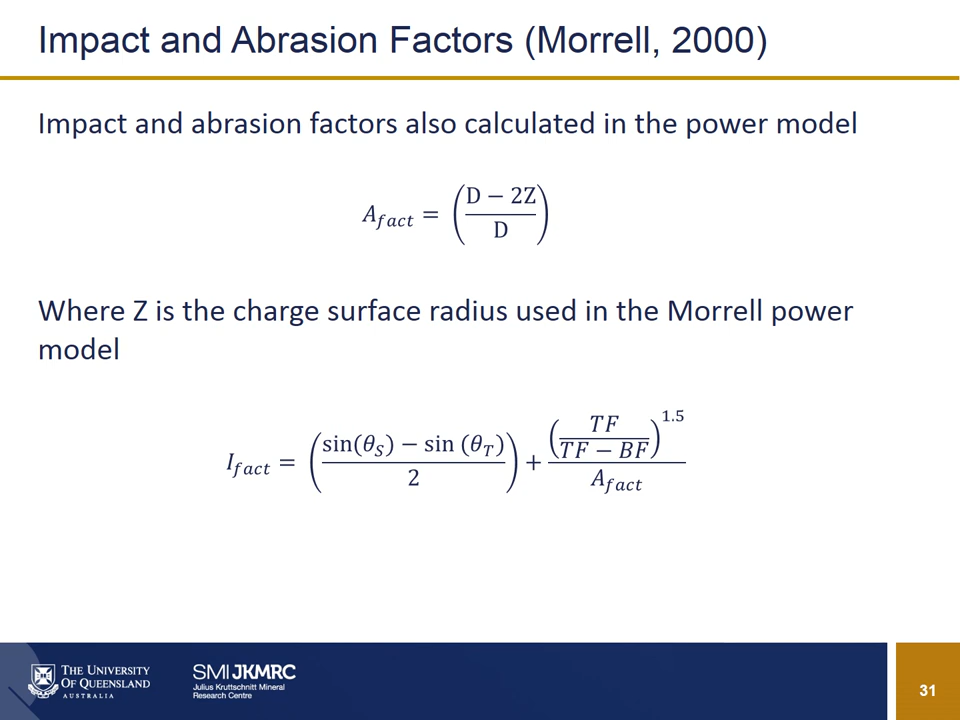 Impact and Abrasion Factors (Morrell, 2000)
Impact and abrasion factors also calculated in the power model
A_fact = ((D − 2Z)/D)
Where Z is the charge surface radius used in the Morrell power
model
I_fact = ((sin(θ_S) − sin (θ_T))/2) + (TF/(TF − BF))^1.5/A_fact
THE UNIVERSITY
OF QUEENSLAND
AUSTRALIA
SMI JKMRC
Julius Kruttschnitt Mineral
Research Centre
31